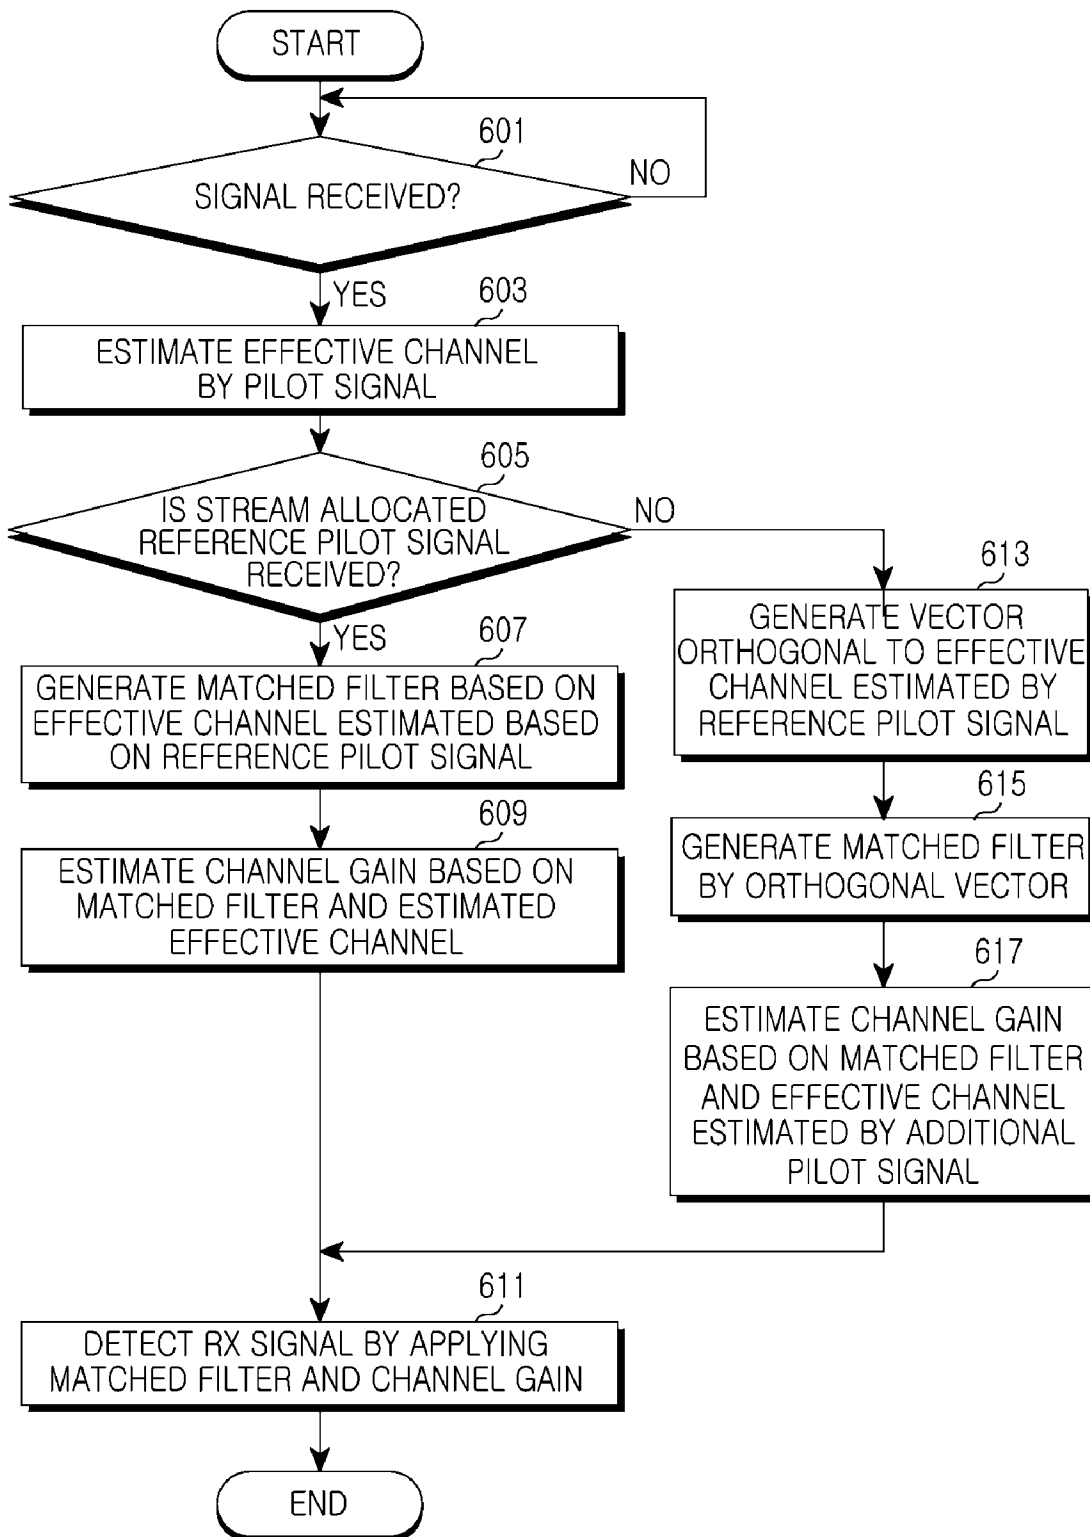 START
601
SIGNAL RECEIVED?
NO
YES
603
ESTIMATE EFFECTIVE CHANNEL
BY PILOT SIGNAL
605
IS STREAM ALLOCATED
REFERENCE PILOT SIGNAL
RECEIVED?
NO
YES
607
GENERATE MATCHED FILTER BASED ON
EFFECTIVE CHANNEL ESTIMATED BASED
ON REFERENCE PILOT SIGNAL
609
ESTIMATE CHANNEL GAIN BASED ON
MATCHED FILTER AND ESTIMATED
EFFECTIVE CHANNEL
613
GENERATE VECTOR
ORTHOGONAL TO EFFECTIVE
CHANNEL ESTIMATED BY
REFERENCE PILOT SIGNAL
615
GENERATE MATCHED FILTER
BY ORTHOGONAL VECTOR
617
ESTIMATE CHANNEL GAIN
BASED ON MATCHED FILTER
AND EFFECTIVE CHANNEL
ESTIMATED BY ADDITIONAL
PILOT SIGNAL
611
DETECT RX SIGNAL BY APPLYING
MATCHED FILTER AND CHANNEL GAIN
END